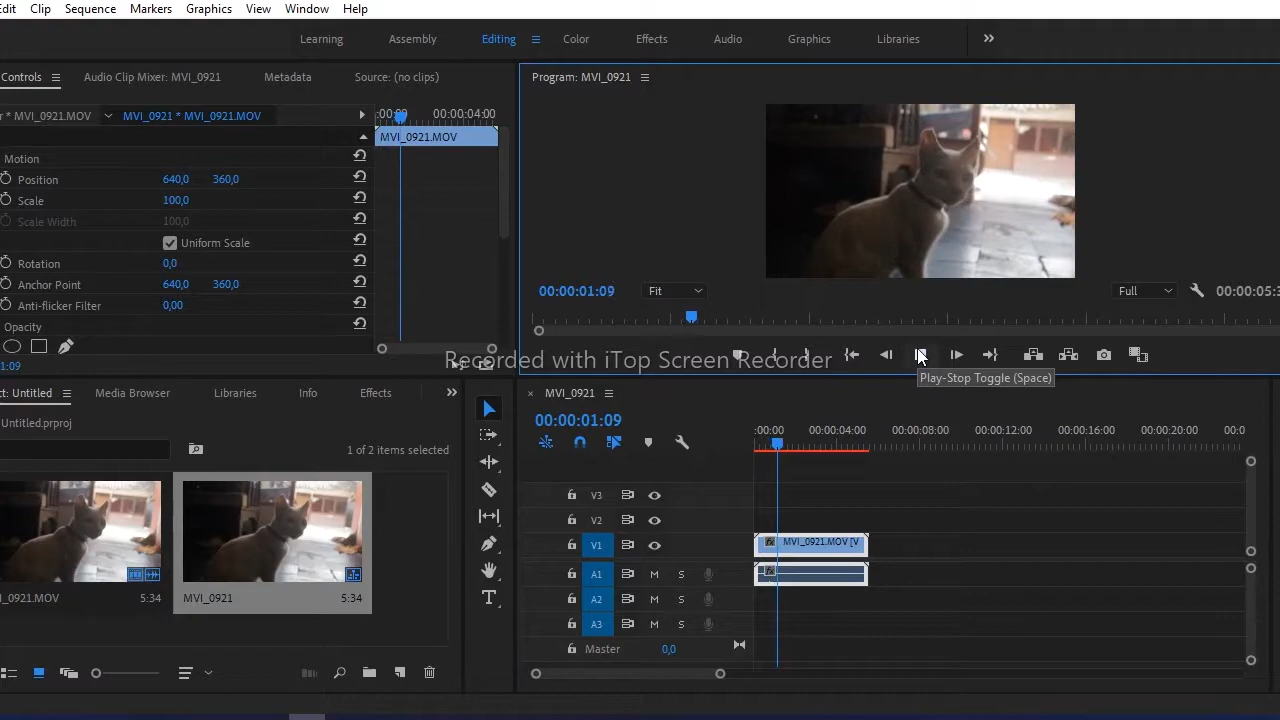 Edit Clip Sequence Markers Graphics View Window Help
Learning Assembly Editing Color Effects Audio Graphics Libraries
Controls Audio Clip Mixer: MVI_0921 Metadata Source: (no clips)
Program: MVI_0921
r * MVI_0921.MOV MVI_0921 * MVI_0921.MOV
:00:00 00:00:04:00
MVI_0921.MOV
Motion
Position 640,0 360,0
Scale 100,0
Scale Width 100,0
Uniform Scale
Rotation 0,0
Anchor Point 640,0 360,0
Anti-flicker Filter 0,00
Opacity
1:09
00:00:01:09 Fit Full 00:00:05:3
Recorded with iTop Screen Recorder
Play-Stop Toggle (Space)
ct: Untitled Media Browser Libraries Info Effects
Untitled.prproj
1 of 2 items selected
I_0921.MOV 5:34
MVI_0921 5:34
× MVI_0921
00:00:01:09
:00:00 00:00:04:00 00:00:08:00 00:00:12:00 00:00:16:00 00:00:20:00 00:0
V3
V2
V1 fx MVI_0921.MOV [V
A1 M S fx
A2 M S
A3 M S
Master 0,0